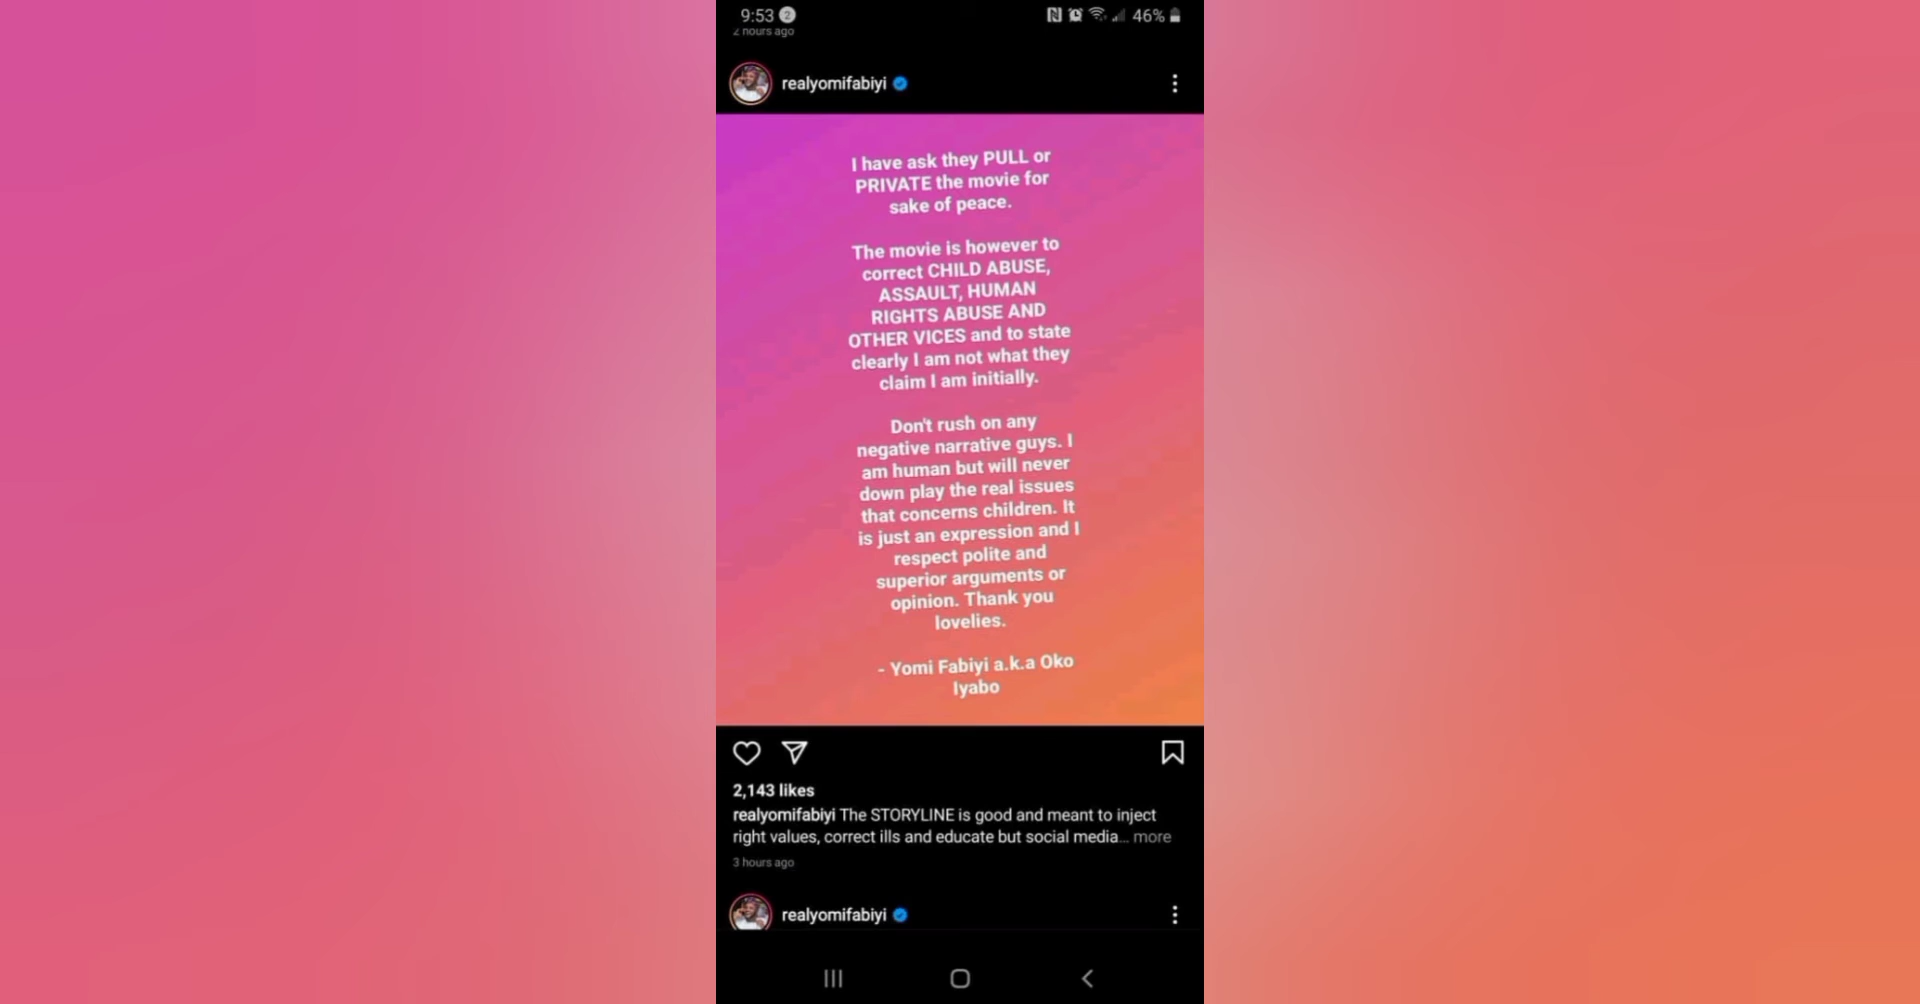 9:53 2
46%
2 hours ago
realyomifabiyi
I have ask they PULL or
PRIVATE the movie for
sake of peace.
The movie is however to
correct CHILD ABUSE,
ASSAULT, HUMAN
RIGHTS ABUSE AND
OTHER VICES and to state
clearly I am not what they
claim I am initially.
Don't rush on any
negative narrative guys. I
am human but will never
down play the real issues
that concerns children. It
is just an expression and I
respect polite and
superior arguments or
opinion. Thank you
lovelies.
- Yomi Fabiyi a.k.a Oko
Iyabo
2,143 likes
realyomifabiyi The STORYLINE is good and meant to inject
right values, correct ills and educate but social media... more
3 hours ago
realyomifabiyi